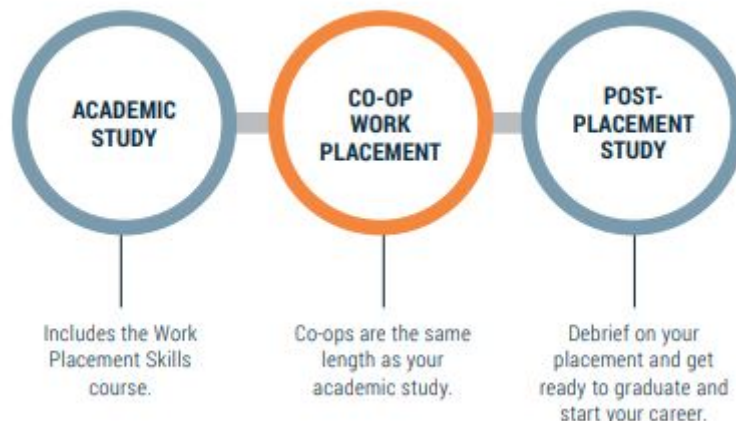 ACADEMIC
STUDY
CO-OP
WORK
PLACEMENT
POST-
PLACEMENT
STUDY
Includes the Work
Placement Skills
course.
Co-ops are the same
length as your
academic study.
Debrief on your
placement and get
ready to graduate and
start your career.